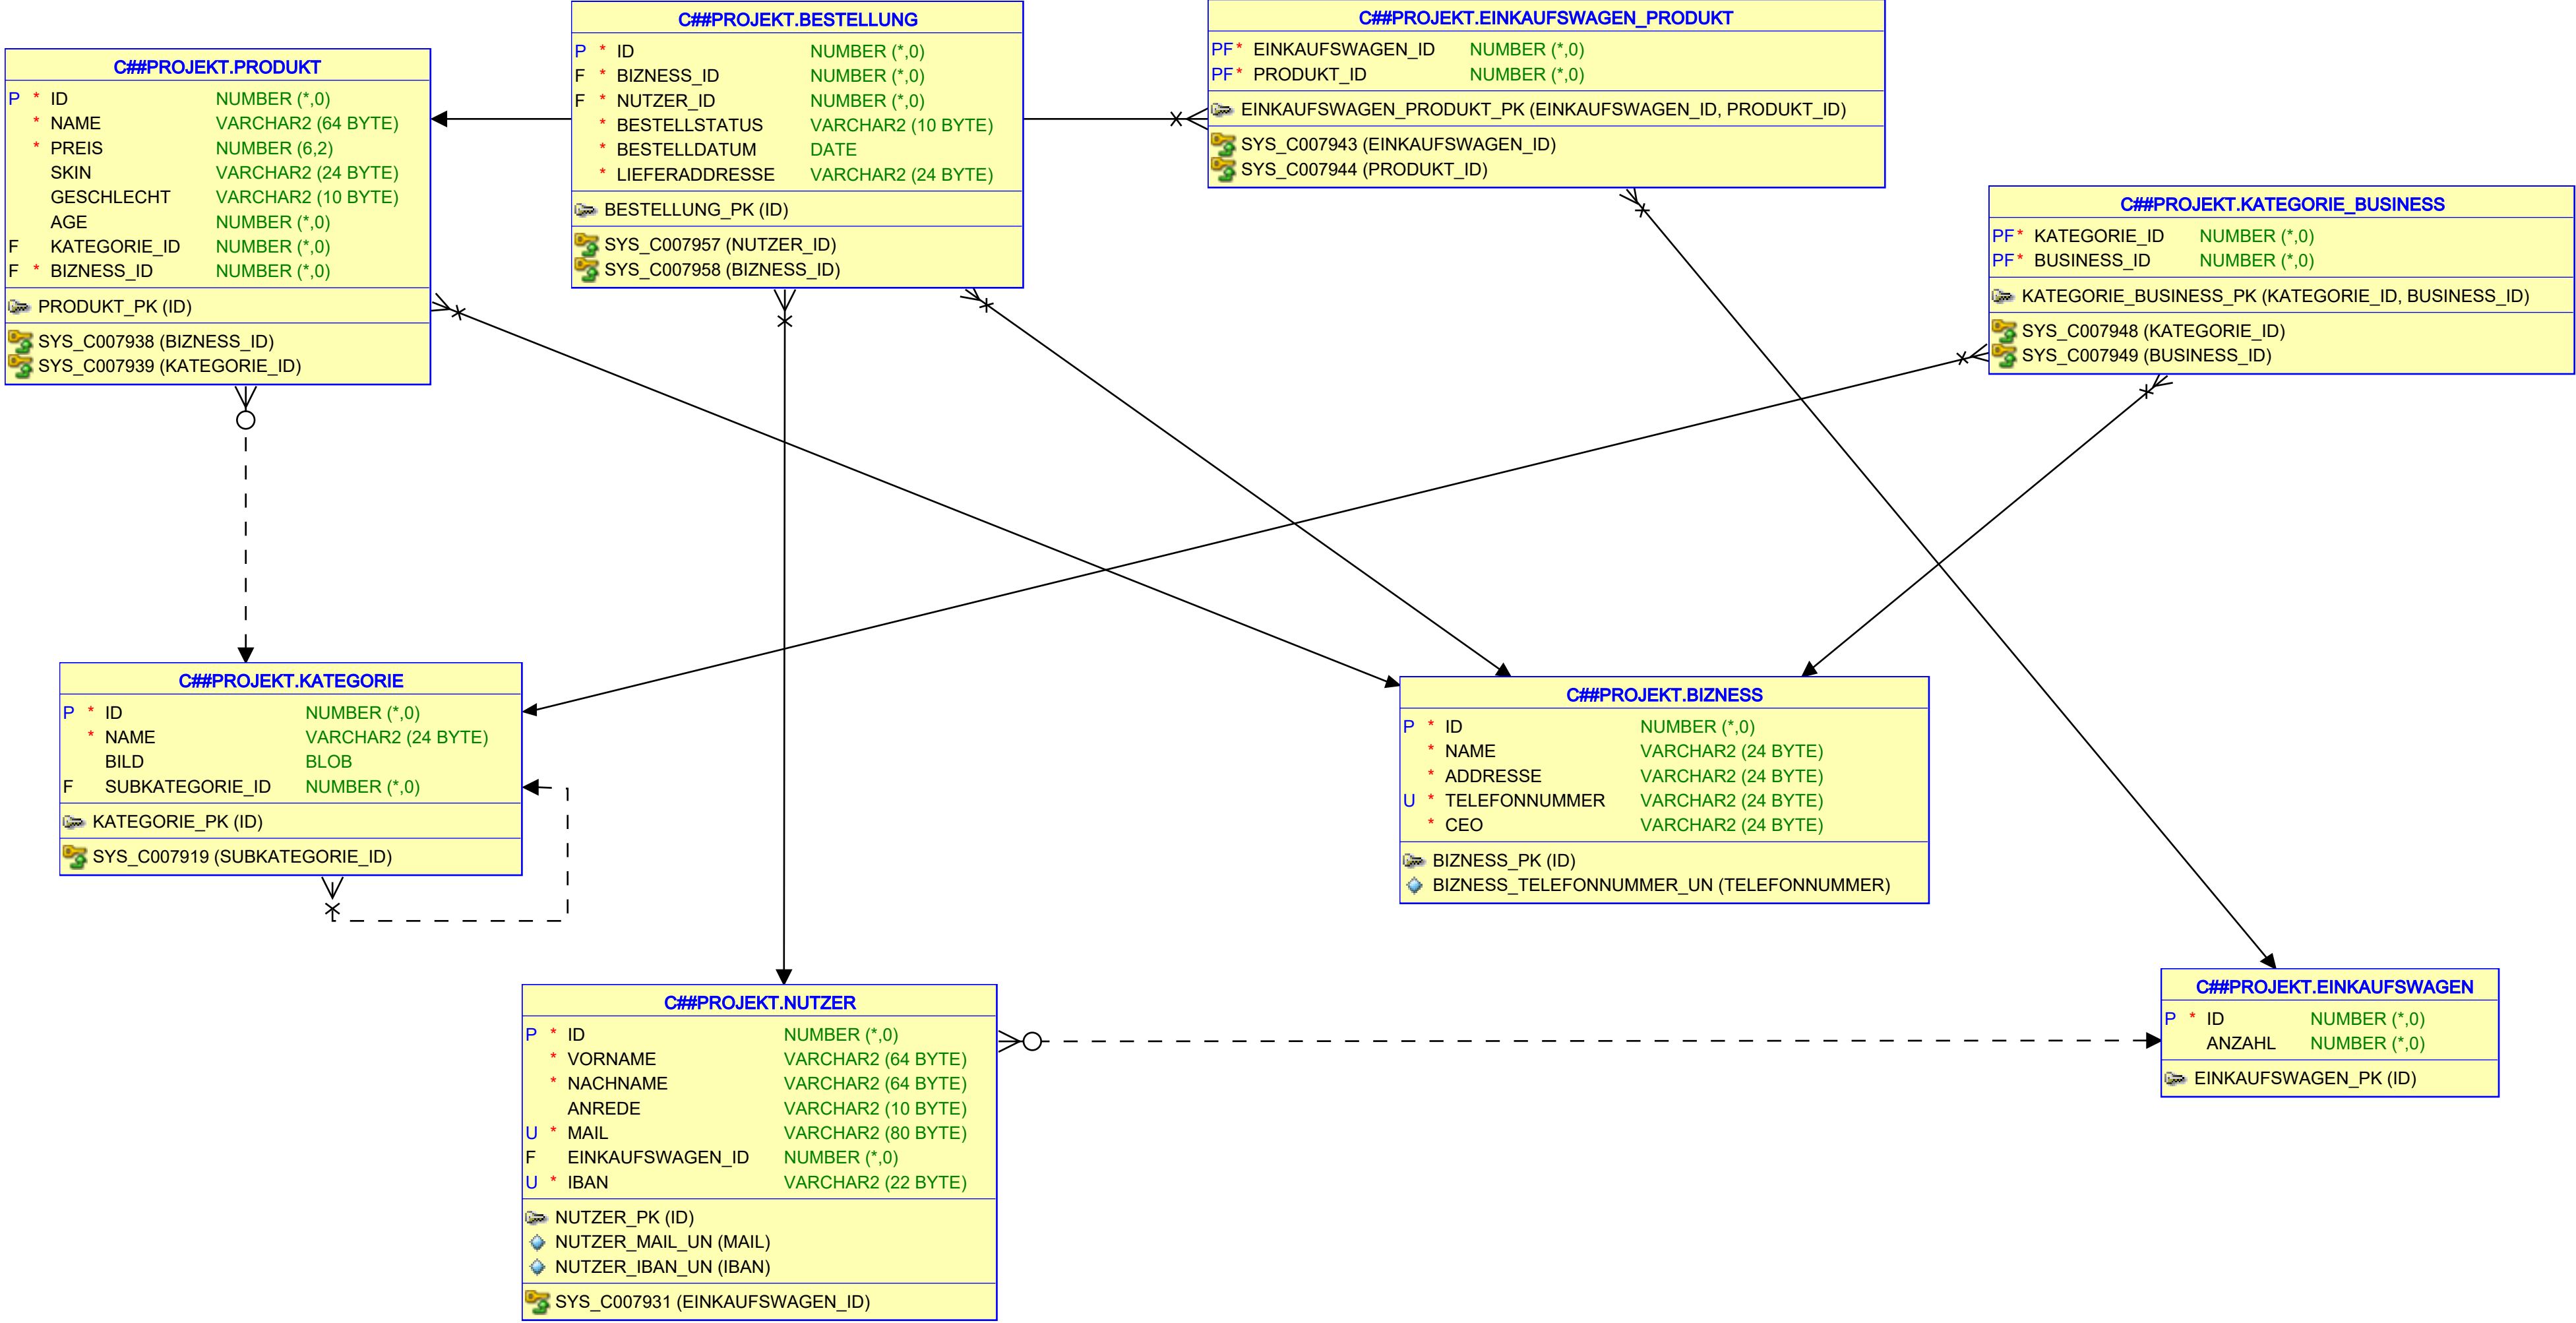 C##PROJEKT.PRODUKT
P * ID NUMBER (*,0)
* NAME VARCHAR2 (64 BYTE)
* PREIS NUMBER (6,2)
SKIN VARCHAR2 (24 BYTE)
GESCHLECHT VARCHAR2 (10 BYTE)
AGE NUMBER (*,0)
F KATEGORIE_ID NUMBER (*,0)
F * BIZNESS_ID NUMBER (*,0)
PRODUKT_PK (ID)
SYS_C007938 (BIZNESS_ID)
SYS_C007939 (KATEGORIE_ID)
C##PROJEKT.BESTELLUNG
P * ID NUMBER (*,0)
F * BIZNESS_ID NUMBER (*,0)
F * NUTZER_ID NUMBER (*,0)
* BESTELLSTATUS VARCHAR2 (10 BYTE)
* BESTELLDATUM DATE
* LIEFERADDRESSE VARCHAR2 (24 BYTE)
BESTELLUNG_PK (ID)
SYS_C007957 (NUTZER_ID)
SYS_C007958 (BIZNESS_ID)
C##PROJEKT.EINKAUFSWAGEN_PRODUKT
PF * EINKAUFSWAGEN_ID NUMBER (*,0)
PF * PRODUKT_ID NUMBER (*,0)
EINKAUFSWAGEN_PRODUKT_PK (EINKAUFSWAGEN_ID, PRODUKT_ID)
SYS_C007943 (EINKAUFSWAGEN_ID)
SYS_C007944 (PRODUKT_ID)
C##PROJEKT.KATEGORIE_BUSINESS
PF * KATEGORIE_ID NUMBER (*,0)
PF * BUSINESS_ID NUMBER (*,0)
KATEGORIE_BUSINESS_PK (KATEGORIE_ID, BUSINESS_ID)
SYS_C007948 (KATEGORIE_ID)
SYS_C007949 (BUSINESS_ID)
C##PROJEKT.KATEGORIE
P * ID NUMBER (*,0)
* NAME VARCHAR2 (24 BYTE)
BILD BLOB
F SUBKATEGORIE_ID NUMBER (*,0)
KATEGORIE_PK (ID)
SYS_C007919 (SUBKATEGORIE_ID)
C##PROJEKT.BIZNESS
P * ID NUMBER (*,0)
* NAME VARCHAR2 (24 BYTE)
* ADDRESSE VARCHAR2 (24 BYTE)
U * TELEFONNUMMER VARCHAR2 (24 BYTE)
* CEO VARCHAR2 (24 BYTE)
BIZNESS_PK (ID)
BIZNESS_TELEFONNUMMER_UN (TELEFONNUMMER)
C##PROJEKT.NUTZER
P * ID NUMBER (*,0)
* VORNAME VARCHAR2 (64 BYTE)
* NACHNAME VARCHAR2 (64 BYTE)
ANREDE VARCHAR2 (10 BYTE)
U * MAIL VARCHAR2 (80 BYTE)
F EINKAUFSWAGEN_ID NUMBER (*,0)
U * IBAN VARCHAR2 (22 BYTE)
NUTZER_PK (ID)
NUTZER_MAIL_UN (MAIL)
NUTZER_IBAN_UN (IBAN)
SYS_C007931 (EINKAUFSWAGEN_ID)
C##PROJEKT.EINKAUFSWAGEN
P * ID NUMBER (*,0)
ANZAHL NUMBER (*,0)
EINKAUFSWAGEN_PK (ID)